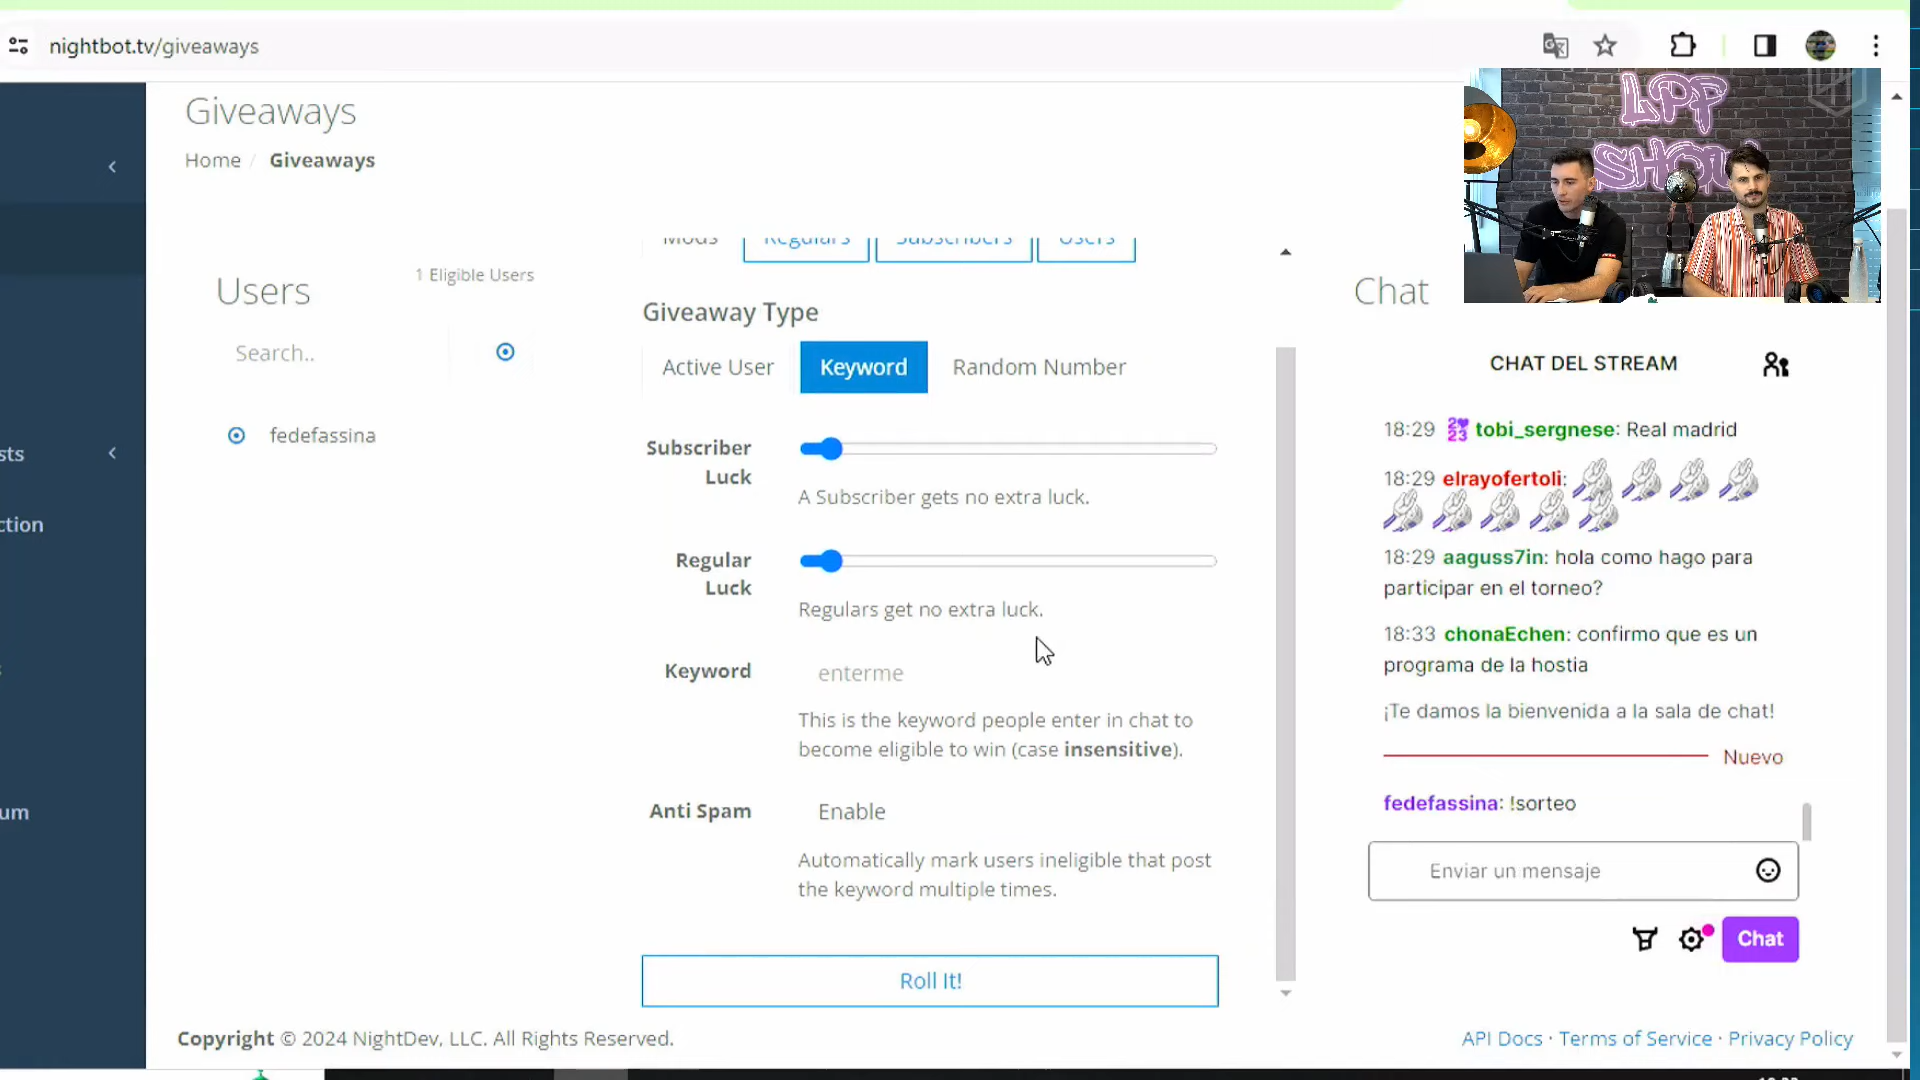 nightbot.tv/giveaways
Giveaways
Home / Giveaways
LPF
SHOW
Mods Regulars Subscribers Users
Users
1 Eligible Users
Search..
fedefassina
sts
ction
um
Giveaway Type
Active User Keyword Random Number
Subscriber
Luck
A Subscriber gets no extra luck.
Regular
Luck
Regulars get no extra luck.
Keyword enterme
This is the keyword people enter in chat to
become eligible to win (case insensitive).
Anti Spam Enable
Automatically mark users ineligible that post
the keyword multiple times.
Roll It!
Chat
CHAT DEL STREAM
18:29 tobi_sergnese: Real madrid
18:29 elrayofertoli:
18:29 aaguss7in: hola como hago para
participar en el torneo?
18:33 chonaEchen: confirmo que es un
programa de la hostia
¡Te damos la bienvenida a la sala de chat!
Nuevo
fedefassina: !sorteo
Enviar un mensaje
Chat
Copyright © 2024 NightDev, LLC. All Rights Reserved.
API Docs · Terms of Service · Privacy Policy